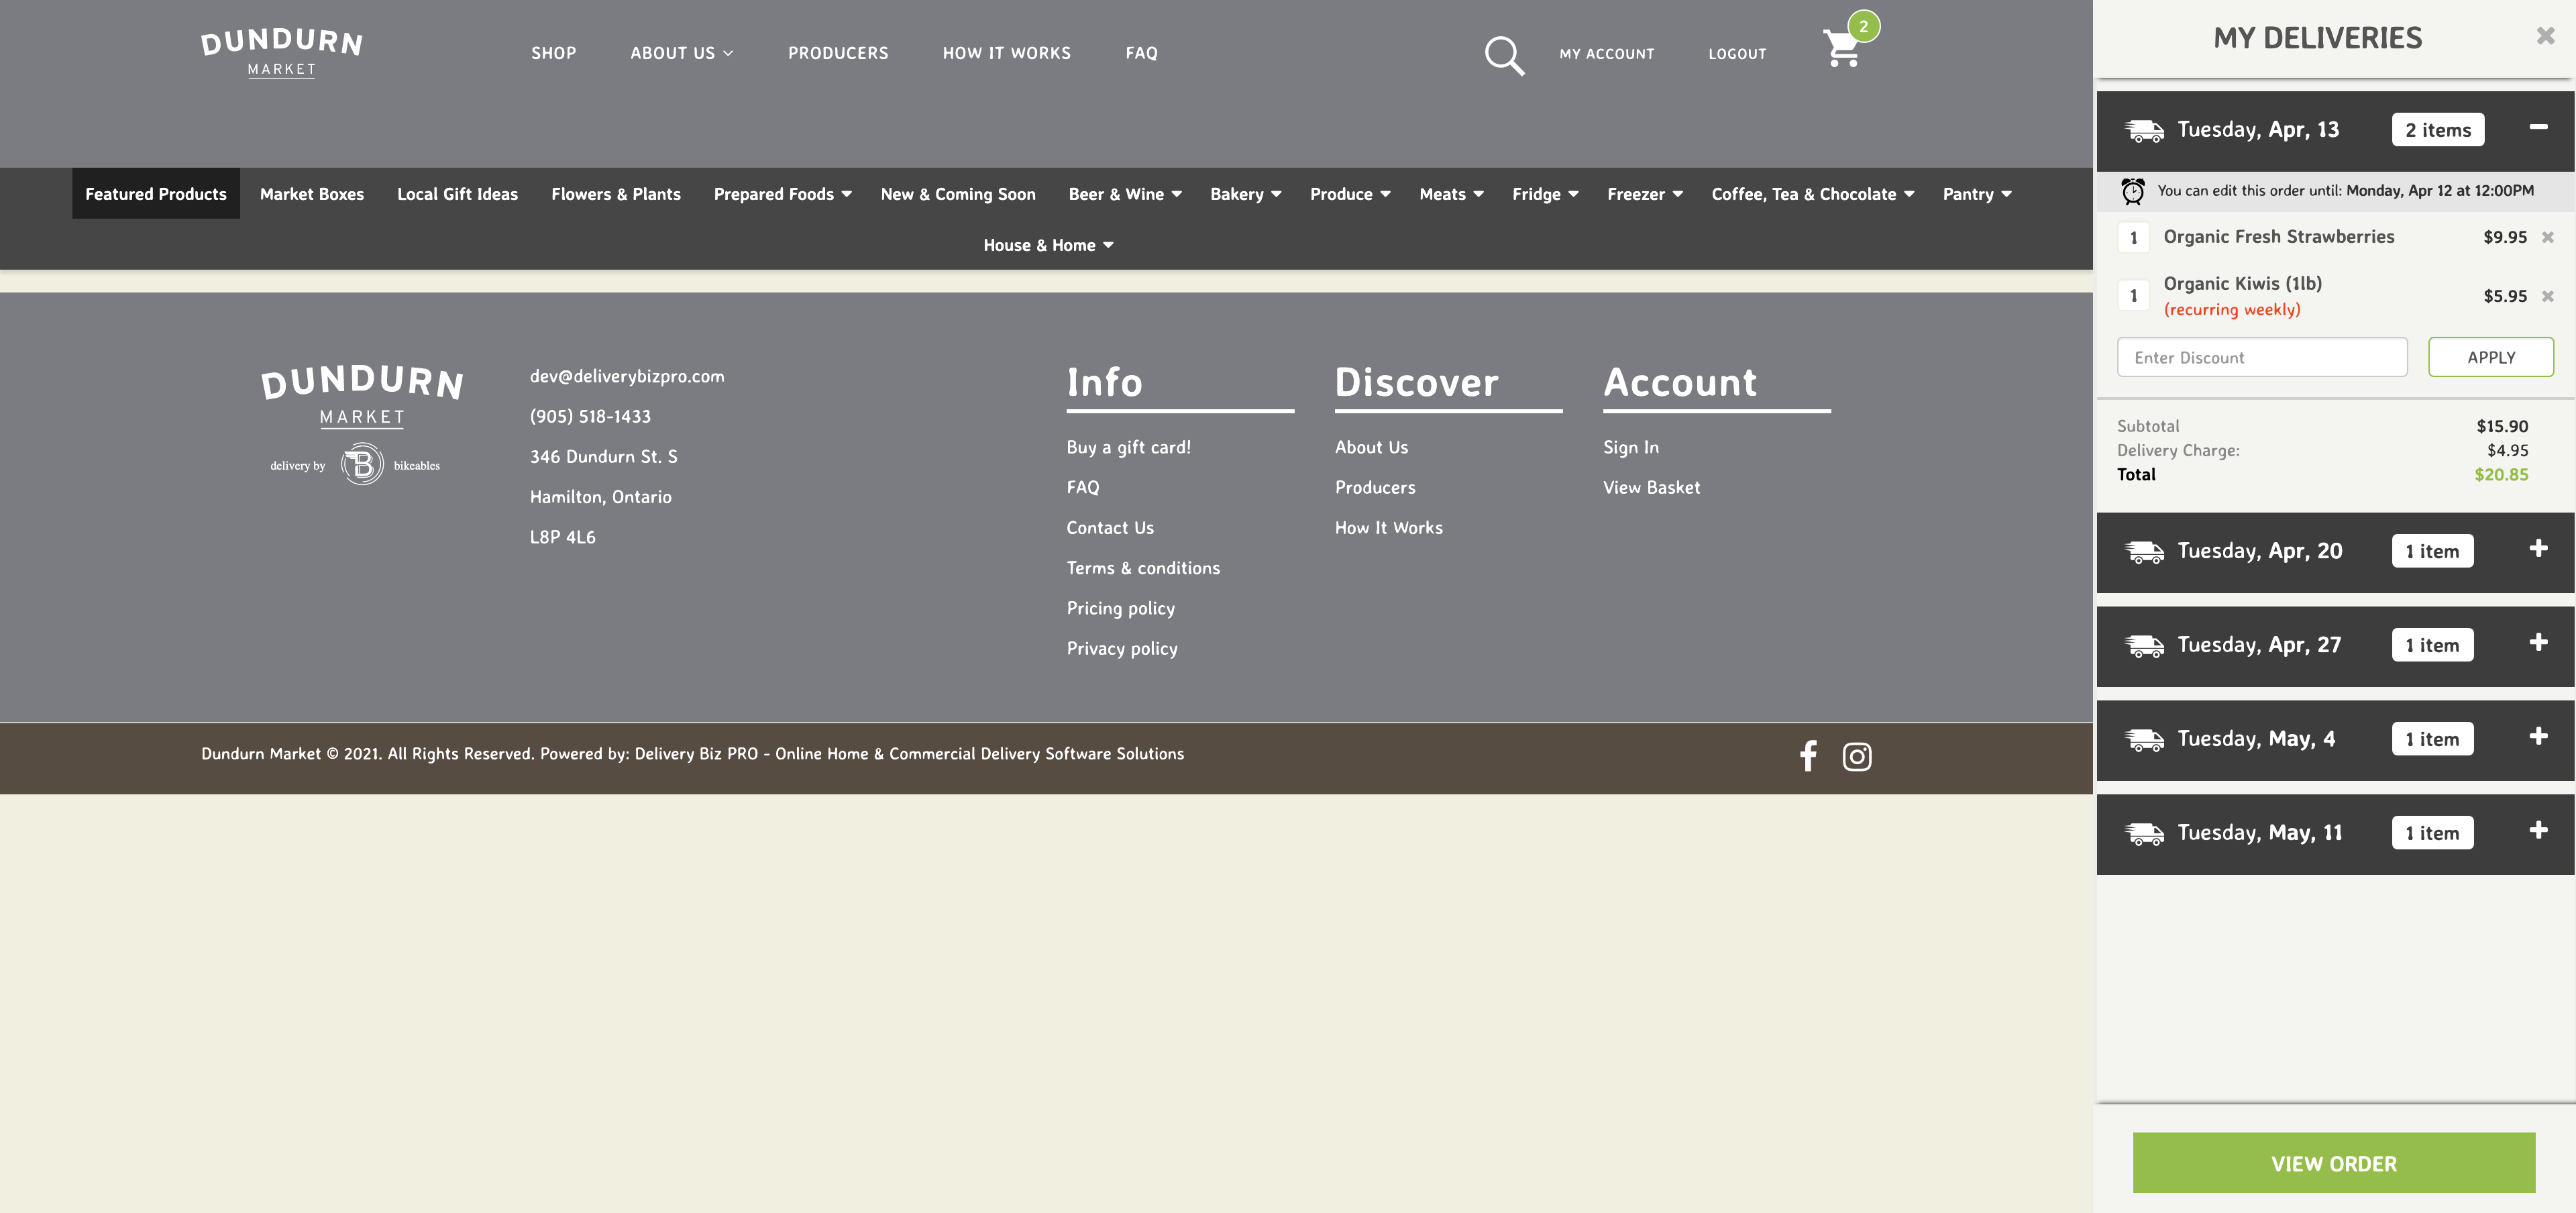 DUNDURN
MARKET
SHOP
ABOUT US
PRODUCERS
HOW IT WORKS
FAQ
MY ACCOUNT
LOGOUT
2
Featured Products
Market Boxes
Local Gift Ideas
Flowers & Plants
Prepared Foods
New & Coming Soon
Beer & Wine
Bakery
Produce
Meats
Fridge
Freezer
Coffee, Tea & Chocolate
Pantry
House & Home
DUNDURN
MARKET
delivery by B bikeables
dev@deliverybizpro.com
(905) 518-1433
346 Dundurn St. S
Hamilton, Ontario
L8P 4L6
Info
Buy a gift card!
FAQ
Contact Us
Terms & conditions
Pricing policy
Privacy policy
Discover
About Us
Producers
How It Works
Account
Sign In
View Basket
Dundurn Market © 2021. All Rights Reserved. Powered by: Delivery Biz PRO - Online Home & Commercial Delivery Software Solutions
MY DELIVERIES
Tuesday, Apr, 13 2 items
You can edit this order until: Monday, Apr 12 at 12:00PM
1 Organic Fresh Strawberries $9.95
1 Organic Kiwis (1lb) $5.95
(recurring weekly)
Enter Discount APPLY
Subtotal $15.90
Delivery Charge: $4.95
Total $20.85
Tuesday, Apr, 20 1 item
Tuesday, Apr, 27 1 item
Tuesday, May, 4 1 item
Tuesday, May, 11 1 item
VIEW ORDER